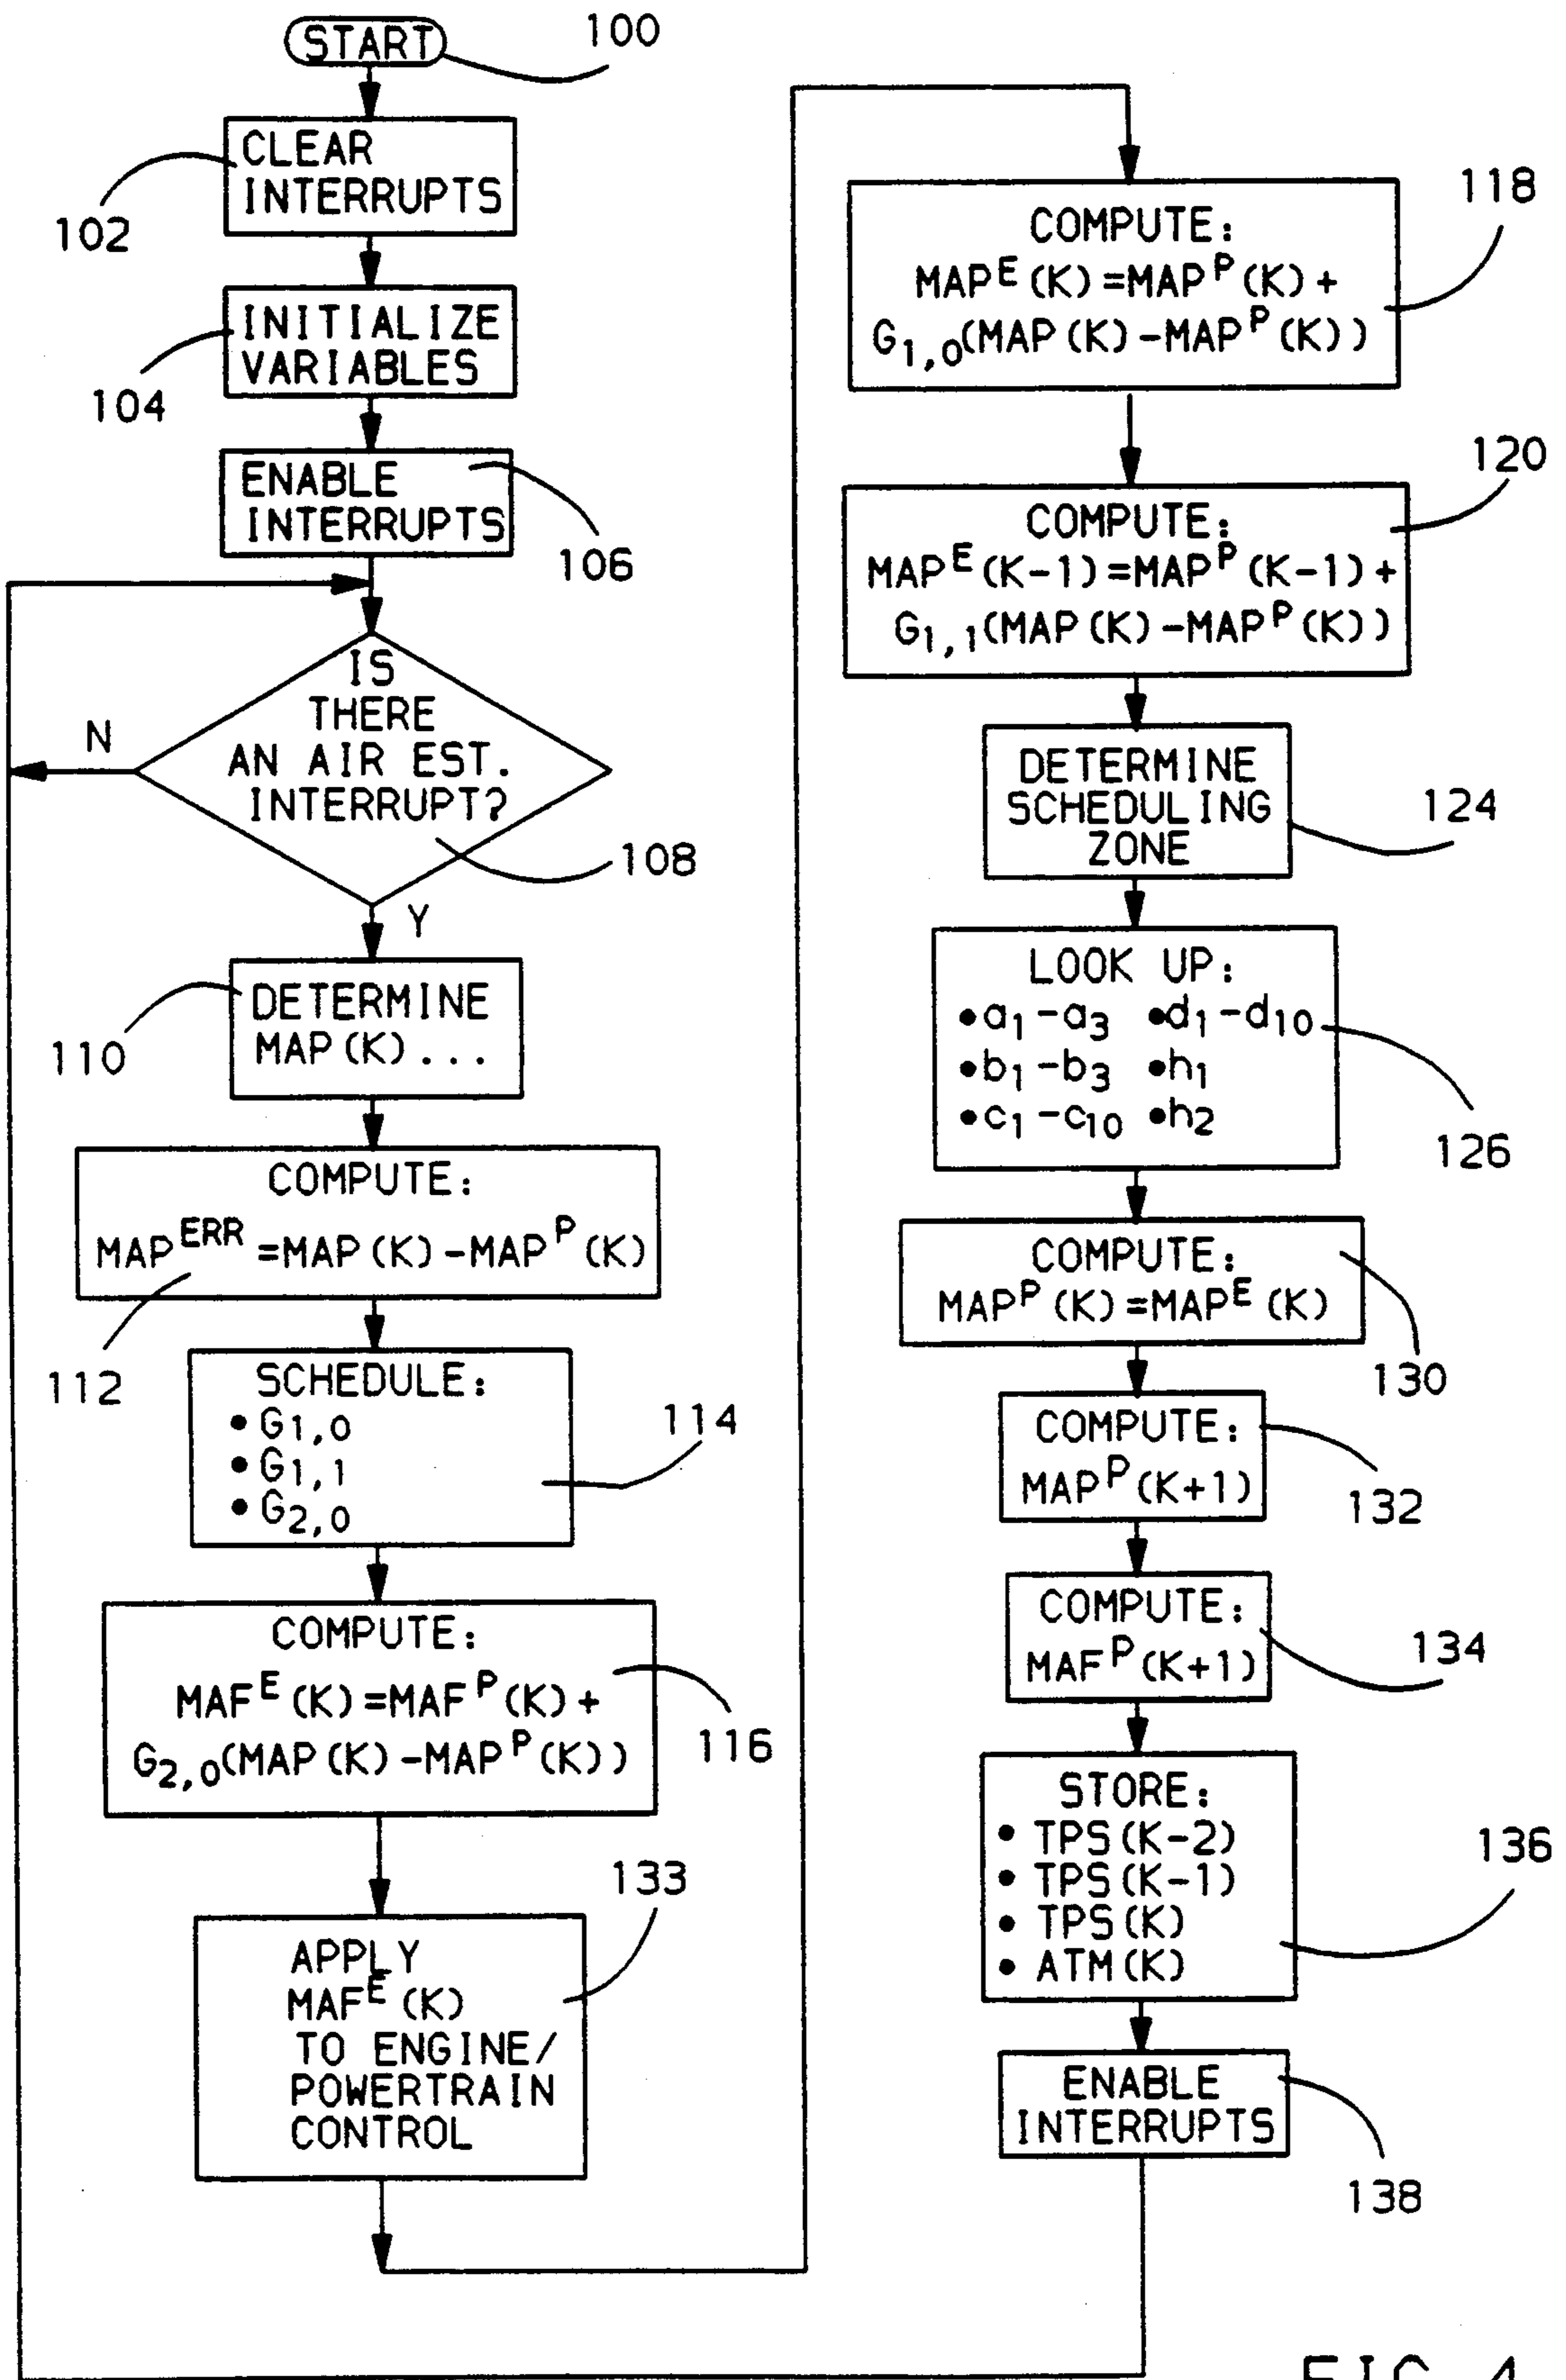 START
100
CLEAR
INTERRUPTS
102
INITIALIZE
VARIABLES
104
ENABLE
INTERRUPTS
106
IS
THERE
AN AIR EST.
INTERRUPT?
N
108
Y
DETERMINE
MAP(K)...
110
COMPUTE:
MAP^ERR =MAP(K)-MAP^P(K)
112
SCHEDULE:
• G1,0
• G1,1
• G2,0
114
COMPUTE:
MAF^E(K)=MAF^P(K)+
G2,0(MAP(K)-MAP^P(K))
116
APPLY
MAF^E(K)
TO ENGINE/
POWERTRAIN
CONTROL
133
COMPUTE:
MAP^E(K)=MAP^P(K)+
G1,0(MAP(K)-MAP^P(K))
118
COMPUTE:
MAP^E(K-1)=MAP^P(K-1)+
G1,1(MAP(K)-MAP^P(K))
120
DETERMINE
SCHEDULING
ZONE
124
LOOK UP:
•a1-a3 •d1-d10
•b1-b3 •h1
•c1-c10 •h2
126
COMPUTE:
MAP^P(K)=MAP^E(K)
130
COMPUTE:
MAP^P(K+1)
132
COMPUTE:
MAF^P(K+1)
134
STORE:
• TPS(K-2)
• TPS(K-1)
• TPS(K)
• ATM(K)
136
ENABLE
INTERRUPTS
138
FIG 4